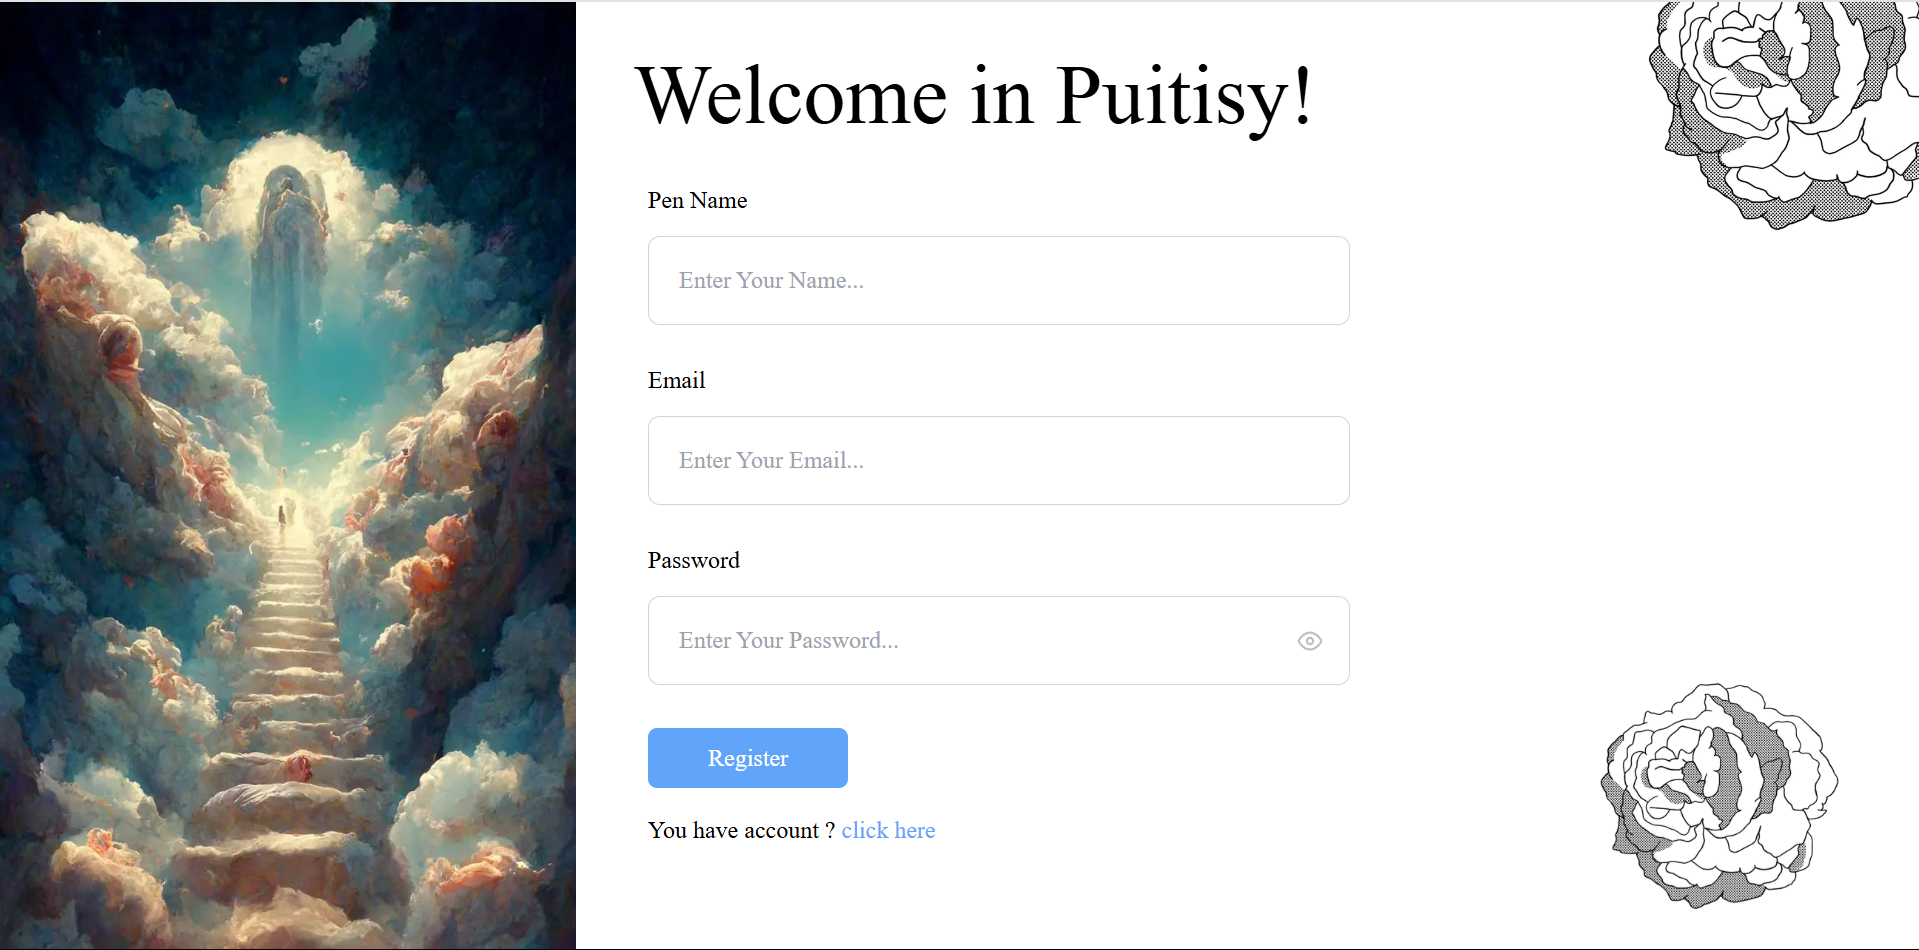 Welcome in Puitisy!
Pen Name
Enter Your Name...
Email
Enter Your Email...
Password
Enter Your Password...
Register
You have account ? click here